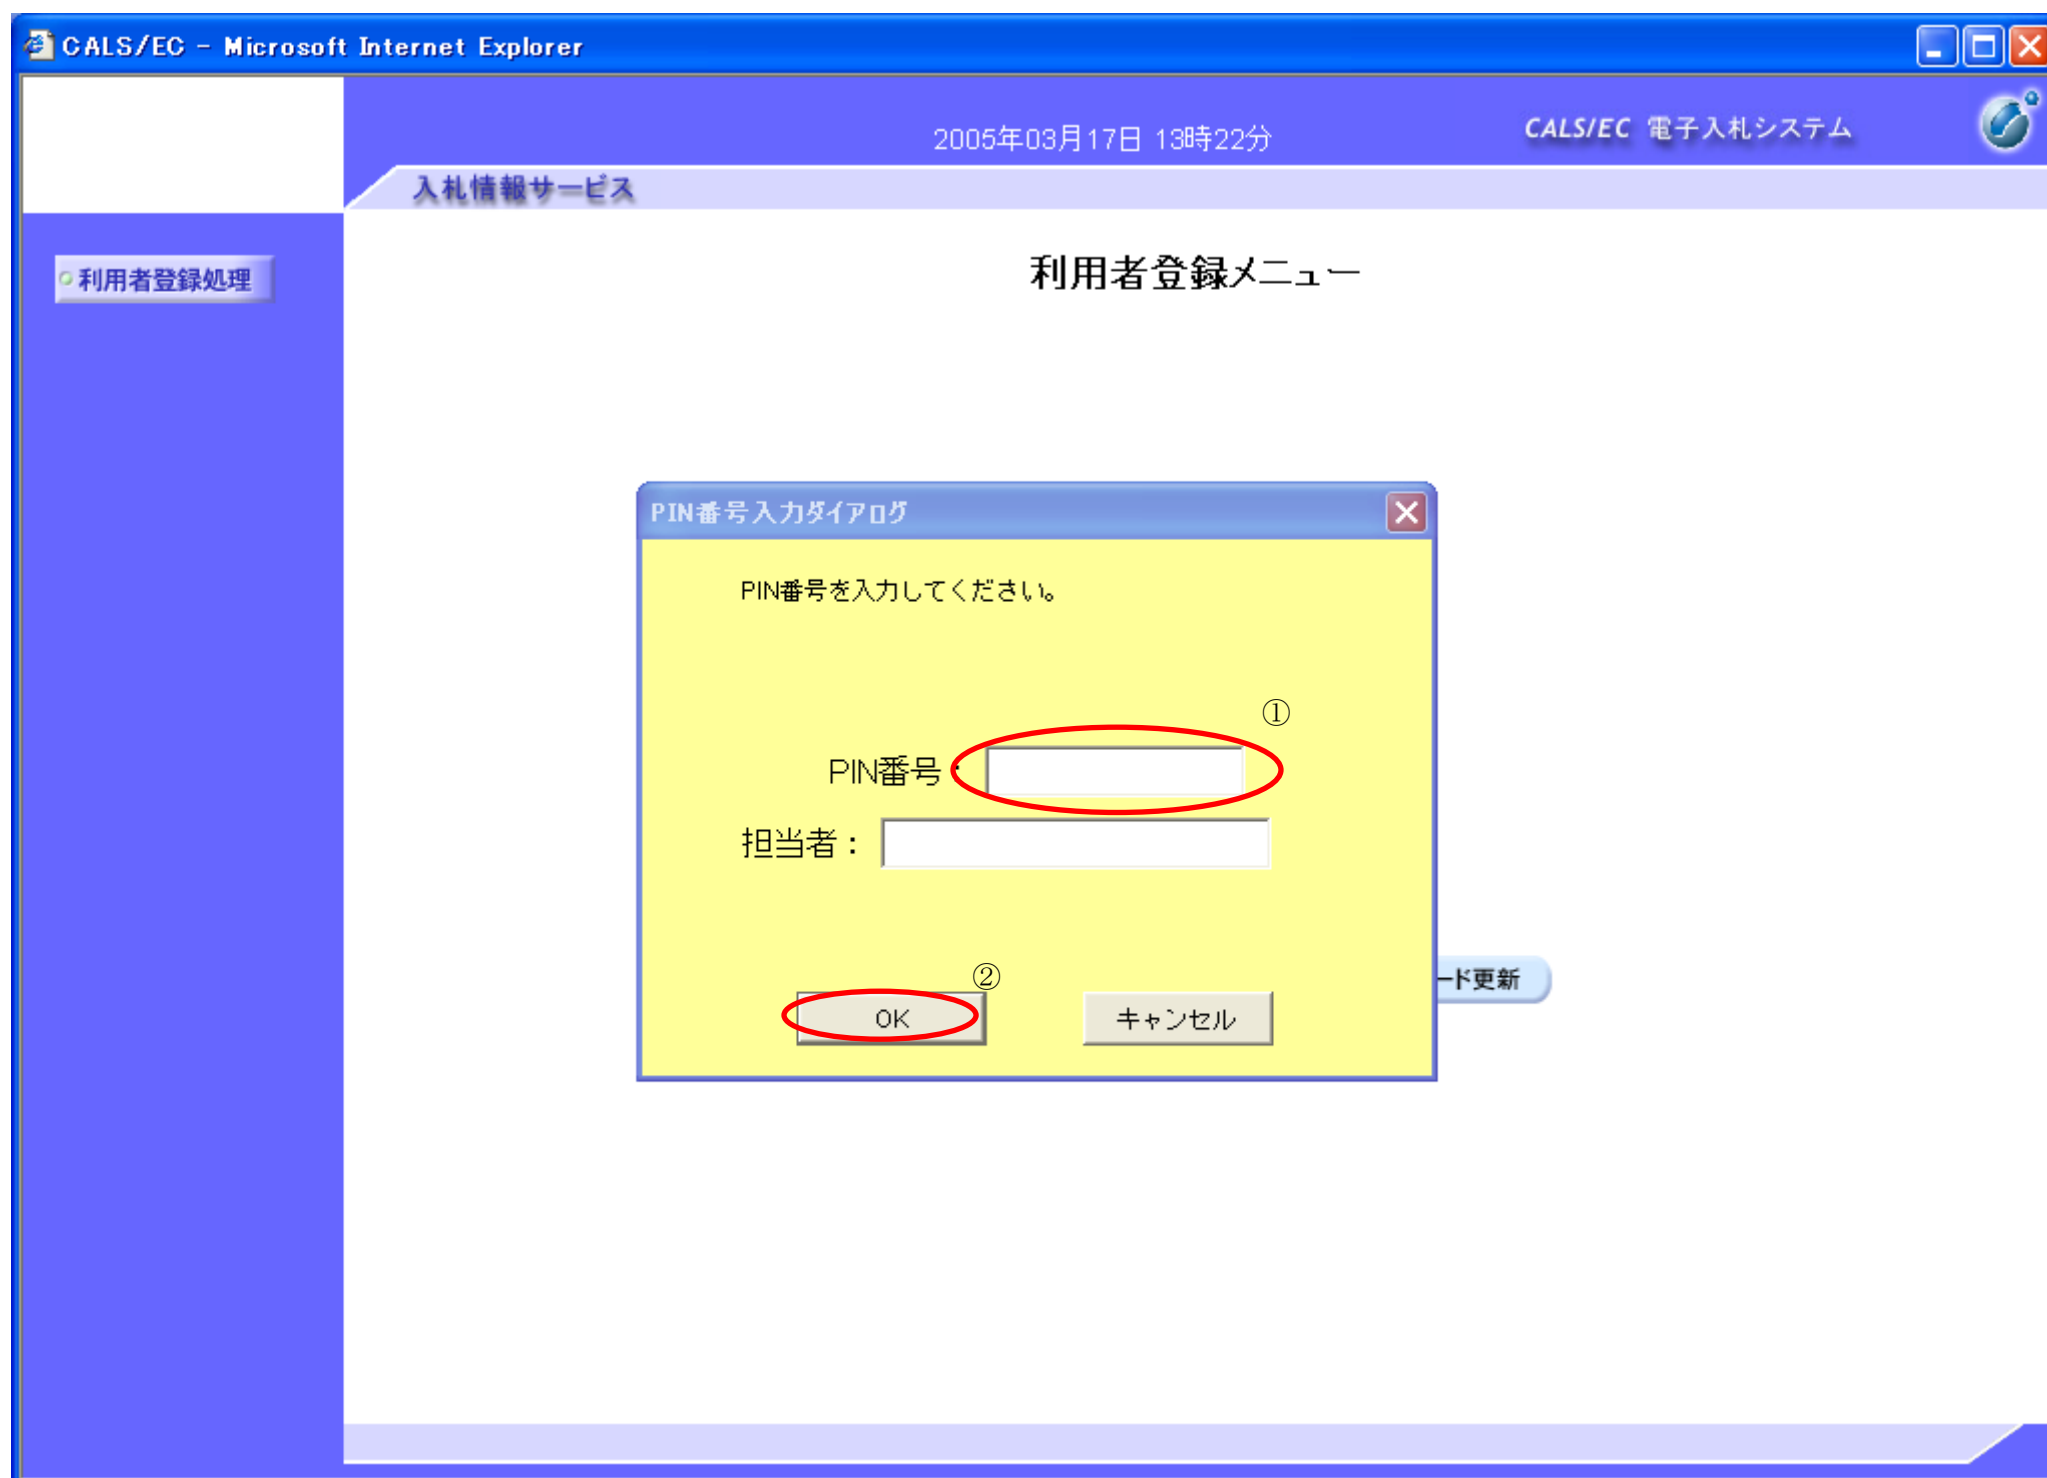 CALS/EC - Microsoft Internet Explorer
2005年03月17日 13時22分
CALS/EC 電子入札システム
入札情報サービス
利用者登録処理
利用者登録メニュー
PIN番号入力ダイアログ
PIN番号を入力してください。
①
PIN番号：
担当者：
②
OK
キャンセル
ード更新